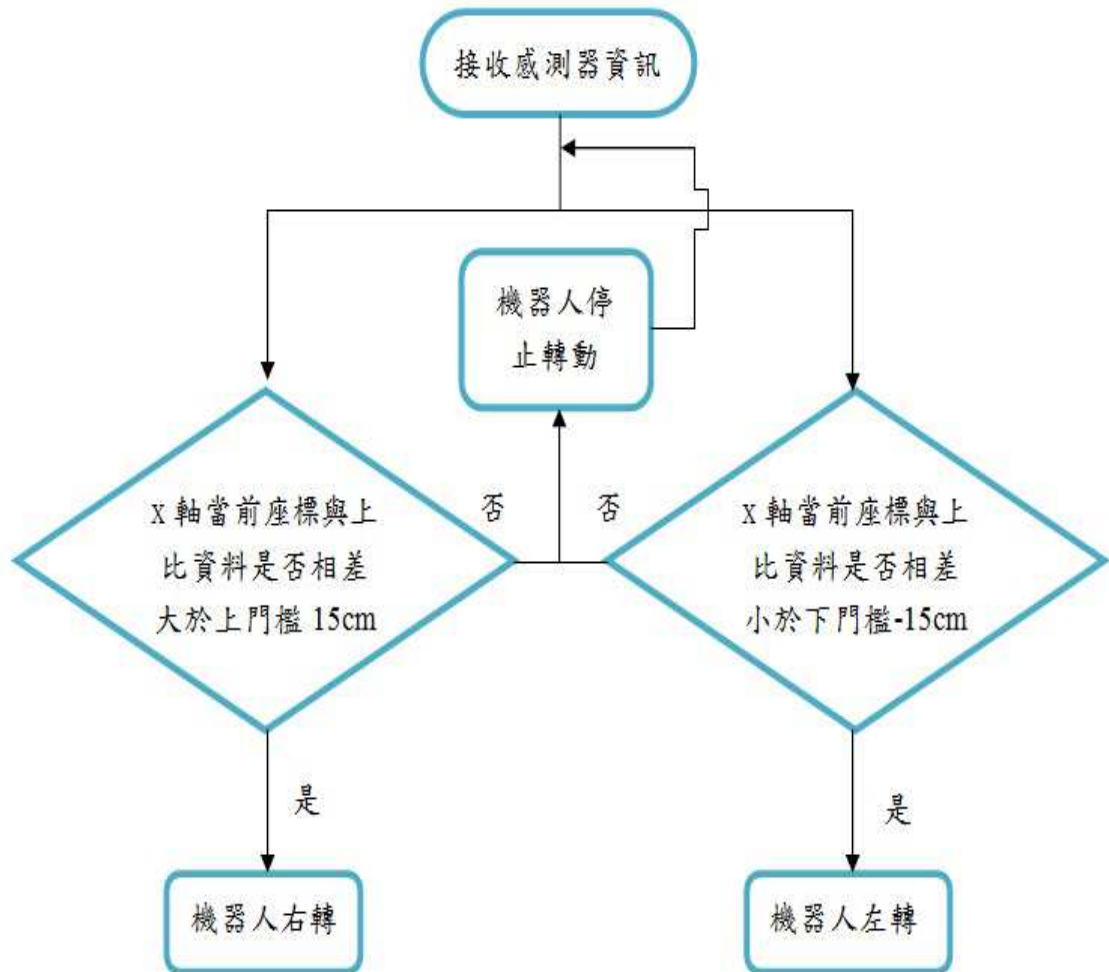 接收感測器資訊
機器人停
止轉動
X 軸當前座標與上
比資料是否相差
大於上門檻 15cm
否
否
X 軸當前座標與上
比資料是否相差
小於下門檻-15cm
是
是
機器人右轉
機器人左轉